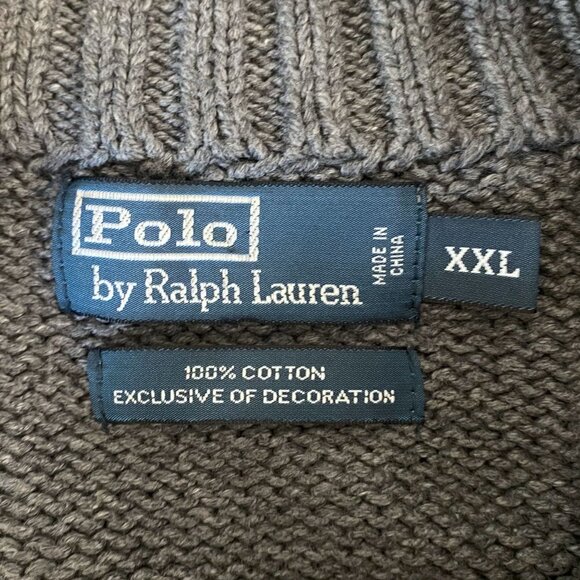 Polo
by Ralph Lauren
MADE IN
CHINA
XXL
100% COTTON
EXCLUSIVE OF DECORATION